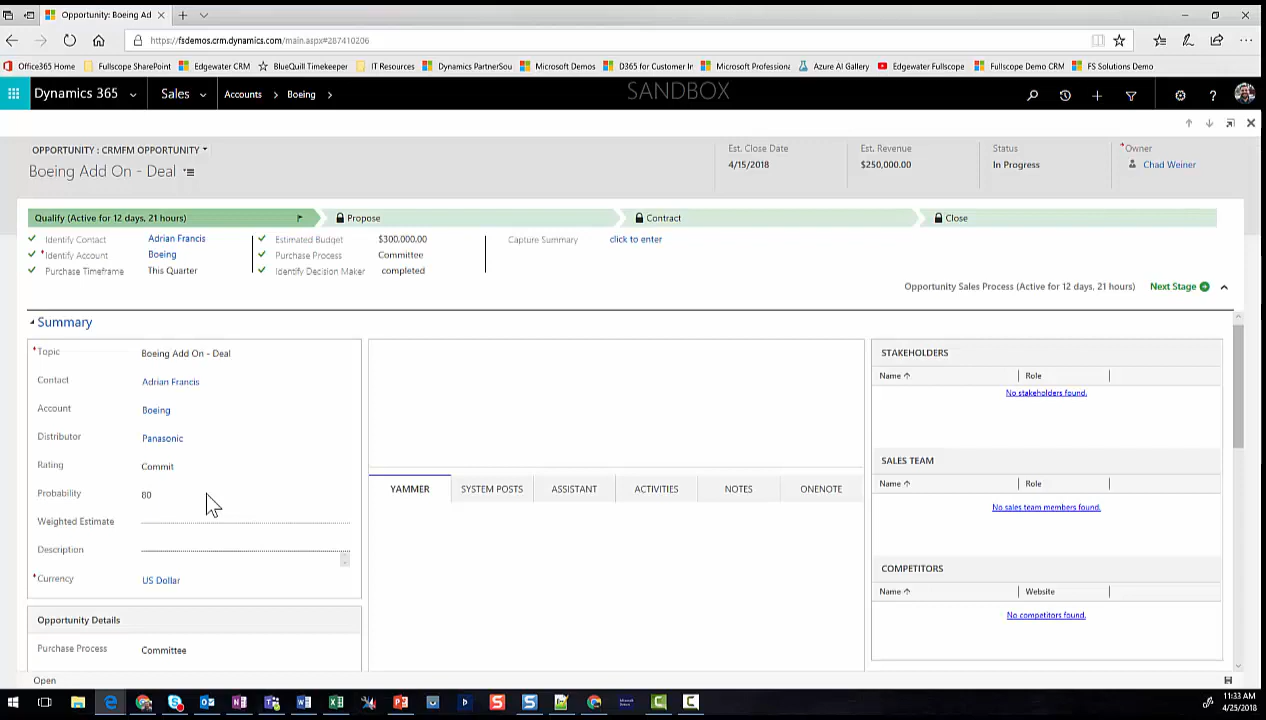 Opportunity: Boeing Ad
https://fsdemos.crm.dynamics.com/main.aspx#287410206
Office365 Home Fullscope SharePoint Edgewater CRM BlueQuill Timekeeper IT Resources Dynamics PartnerSou Microsoft Demos D365 for Customer In Microsoft Professiona Azure AI Gallery Edgewater Fullscope Fullscope Demo CRM FS Solutions Demo
Dynamics 365 Sales Accounts Boeing SANDBOX
OPPORTUNITY : CRMFM OPPORTUNITY
Boeing Add On - Deal
Est. Close Date Est. Revenue Status *Owner
4/15/2018 $250,000.00 In Progress Chad Weiner
Qualify (Active for 12 days, 21 hours) Propose Contract Close
Identify Contact Adrian Francis Estimated Budget $300,000.00 Capture Summary click to enter
*Identify Account Boeing Purchase Process Committee
Purchase Timeframe This Quarter Identify Decision Maker completed
Opportunity Sales Process (Active for 12 days, 21 hours) Next Stage
Summary
*Topic Boeing Add On - Deal
Contact Adrian Francis
Account Boeing
Distributor Panasonic
Rating Commit
Probability 80
Weighted Estimate
Description
*Currency US Dollar
Opportunity Details
Purchase Process Committee
YAMMER SYSTEM POSTS ASSISTANT ACTIVITIES NOTES ONENOTE
STAKEHOLDERS
Name Role
No stakeholders found.
SALES TEAM
Name Role
No sales team members found.
COMPETITORS
Name Website
No competitors found.
Open
11:33 AM
4/25/2018